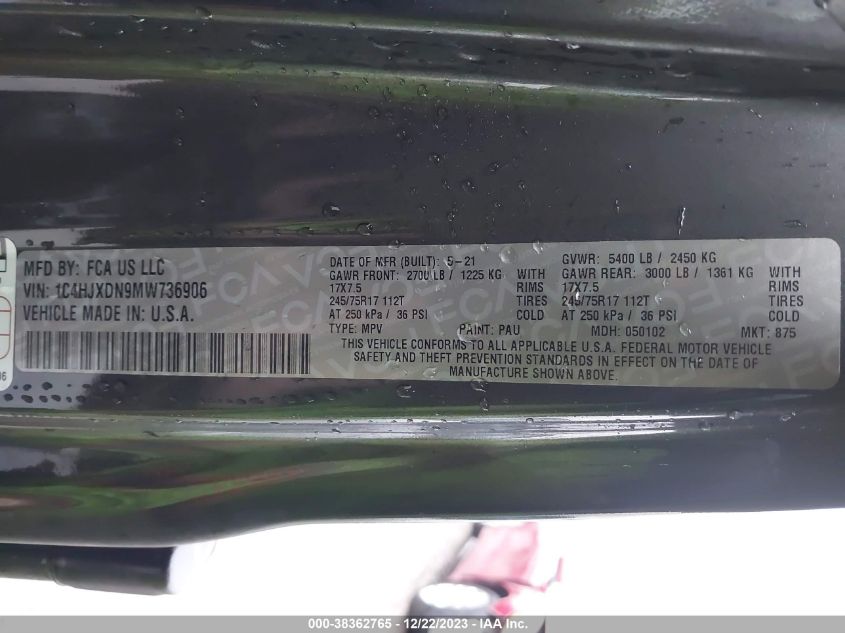 MFD BY: FCA US LLC
VIN: 1C4HJXDN9MW736906
VEHICLE MADE IN: U.S.A.
DATE OF MFR (BUILT): 5-21
GVWR: 5400 LB / 2450 KG
GAWR FRONT: 2700 LB / 1225 KG
GAWR REAR: 3000 LB / 1361 KG
17X7.5 RIMS 17X7.5 RIMS
245/75R17 112T TIRES 245/75R17 112T TIRES
AT 250 kPa / 36 PSI COLD AT 250 kPa / 36 PSI COLD
TYPE: MPV PAINT: PAU MDH: 050102 MKT: 875
THIS VEHICLE CONFORMS TO ALL APPLICABLE U.S.A. FEDERAL MOTOR VEHICLE
SAFETY AND THEFT PREVENTION STANDARDS IN EFFECT ON THE DATE OF
MANUFACTURE SHOWN ABOVE.
000-38362765 - 12/22/2023 - IAA Inc.